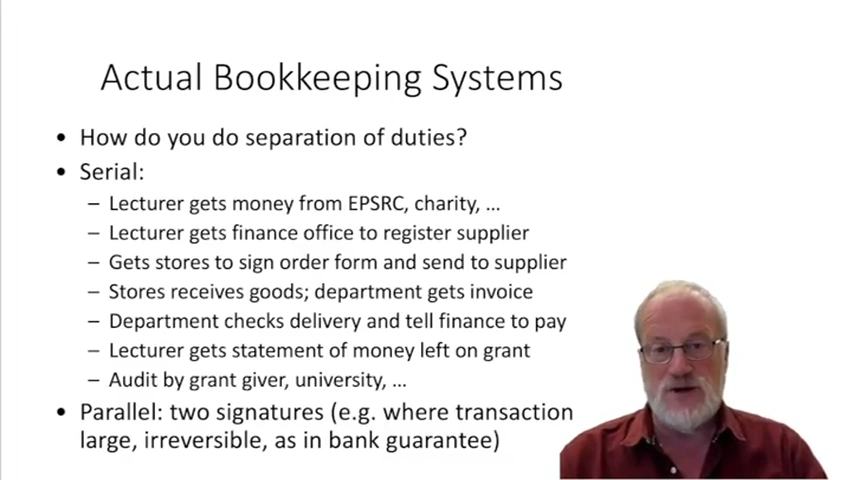 Actual Bookkeeping Systems
• How do you do separation of duties?
• Serial:
– Lecturer gets money from EPSRC, charity, ...
– Lecturer gets finance office to register supplier
– Gets stores to sign order form and send to supplier
– Stores receives goods; department gets invoice
– Department checks delivery and tell finance to pay
– Lecturer gets statement of money left on grant
– Audit by grant giver, university, ...
• Parallel: two signatures (e.g. where transaction
large, irreversible, as in bank guarantee)